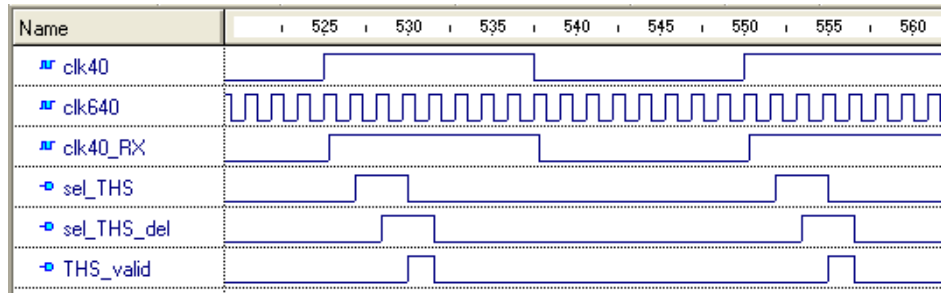 Name 525 530 535 540 545 550 555 560
clk40
clk640
clk40_RX
sel_THS
sel_THS_del
THS_valid